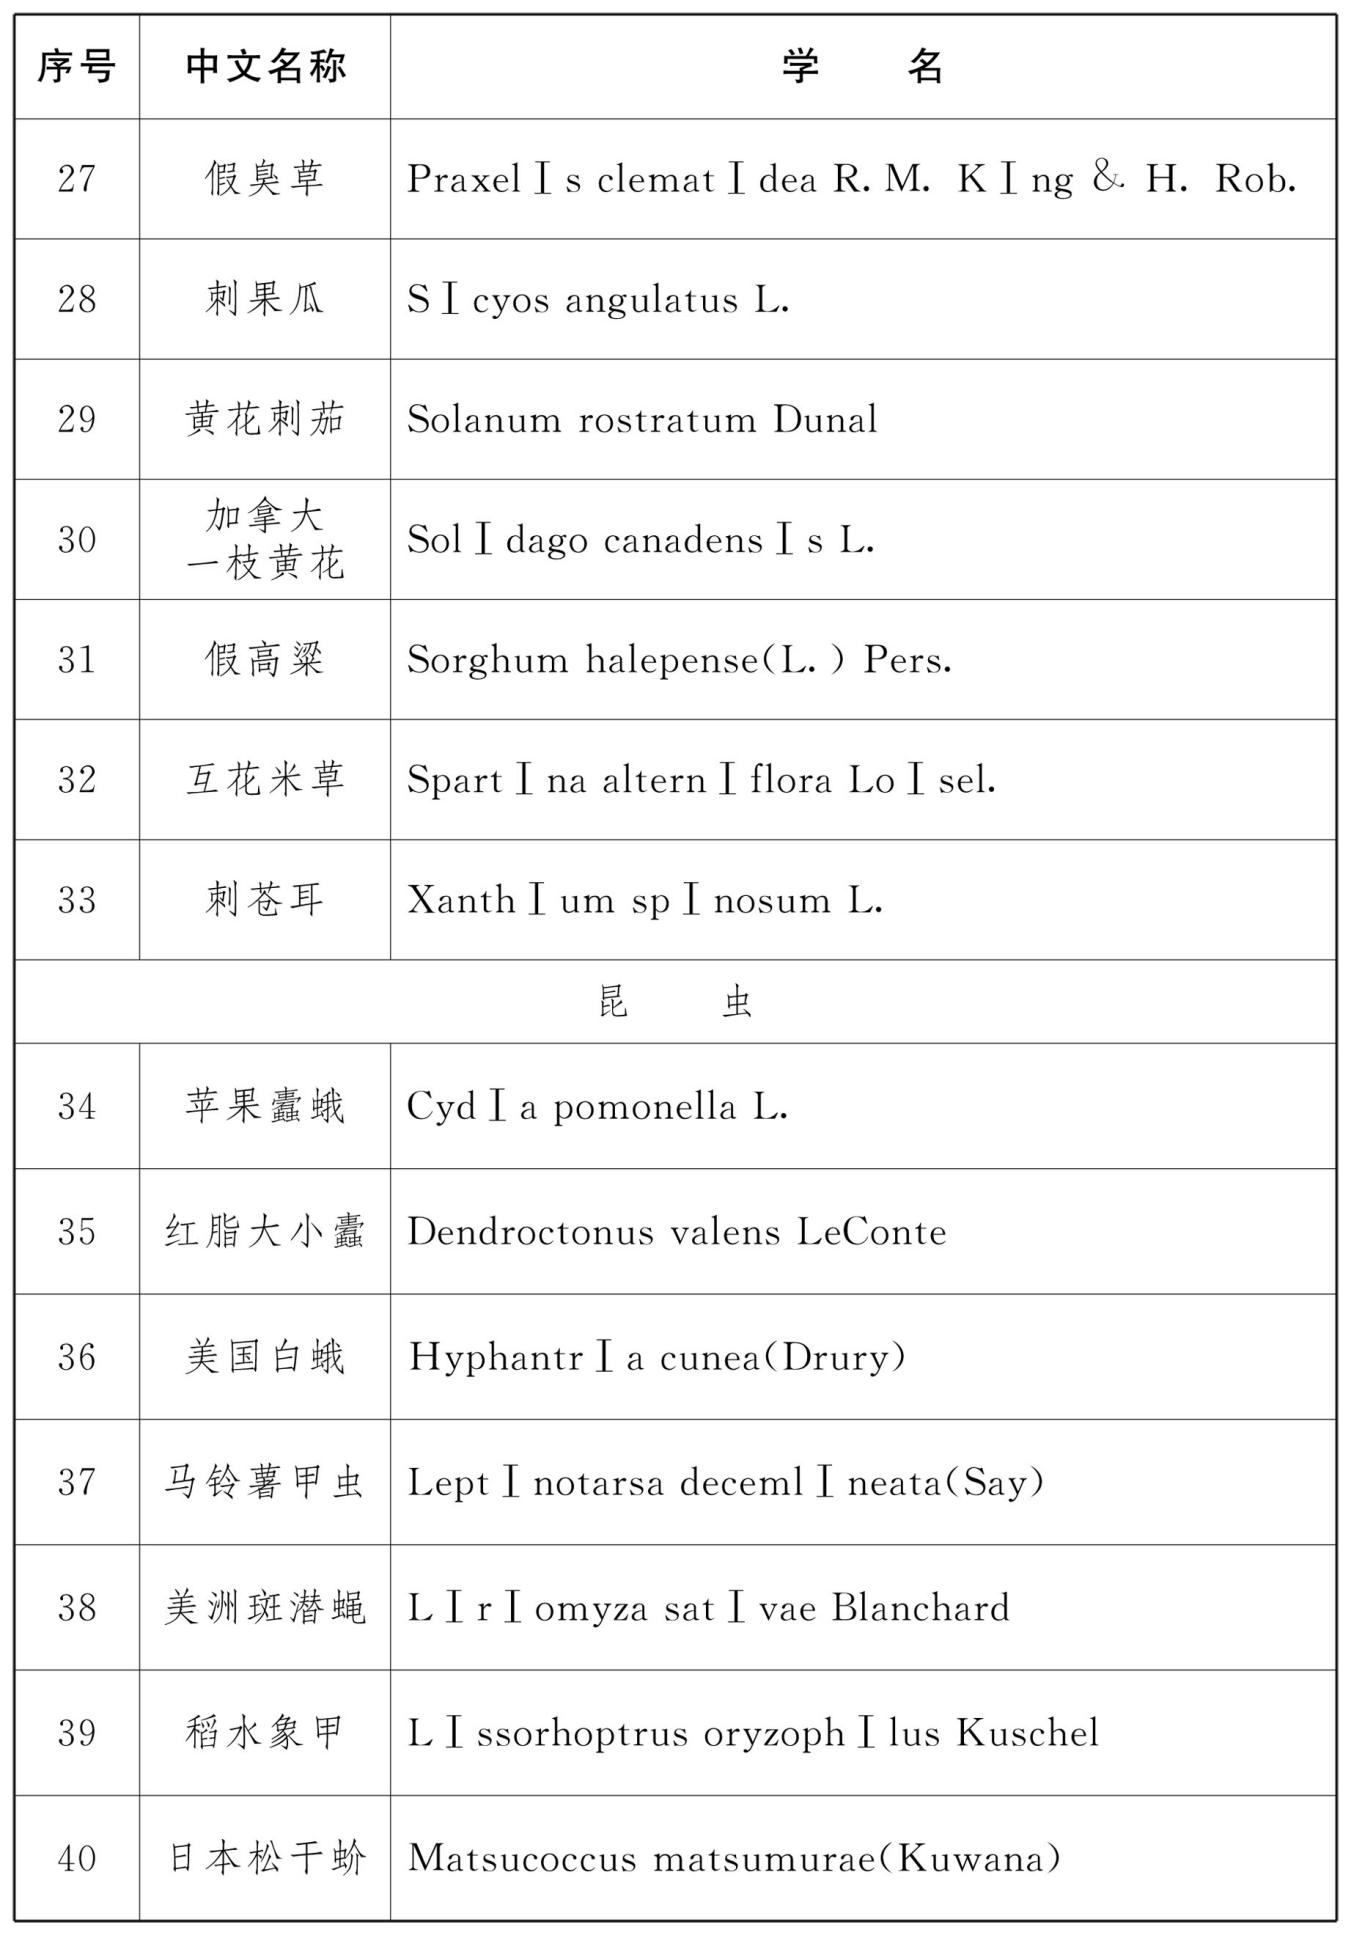 序号 中文名称 学 名
27 假臭草 PraxelⅠs clematⅠdea R. M. KⅠng & H. Rob.
28 刺果瓜 SⅠcyos angulatus L.
29 黄花刺茄 Solanum rostratum Dunal
30 加拿大
一枝黄花 SolⅠdago canadensⅠs L.
31 假高粱 Sorghum halepense(L.) Pers.
32 互花米草 SpartⅠna alternⅠflora LoⅠsel.
33 刺苍耳 XanthⅠum spⅠnosum L.
昆 虫
34 苹果蠹蛾 CydⅠa pomonella L.
35 红脂大小蠹 Dendroctonus valens LeConte
36 美国白蛾 HyphantrⅠa cunea(Drury)
37 马铃薯甲虫 LeptⅠnotarsa decemlⅠneata(Say)
38 美洲斑潜蝇 LⅠrⅠomyza satⅠvae Blanchard
39 稻水象甲 LⅠssorhoptrus oryzophⅠlus Kuschel
40 日本松干蚧 Matsucoccus matsumurae(Kuwana)